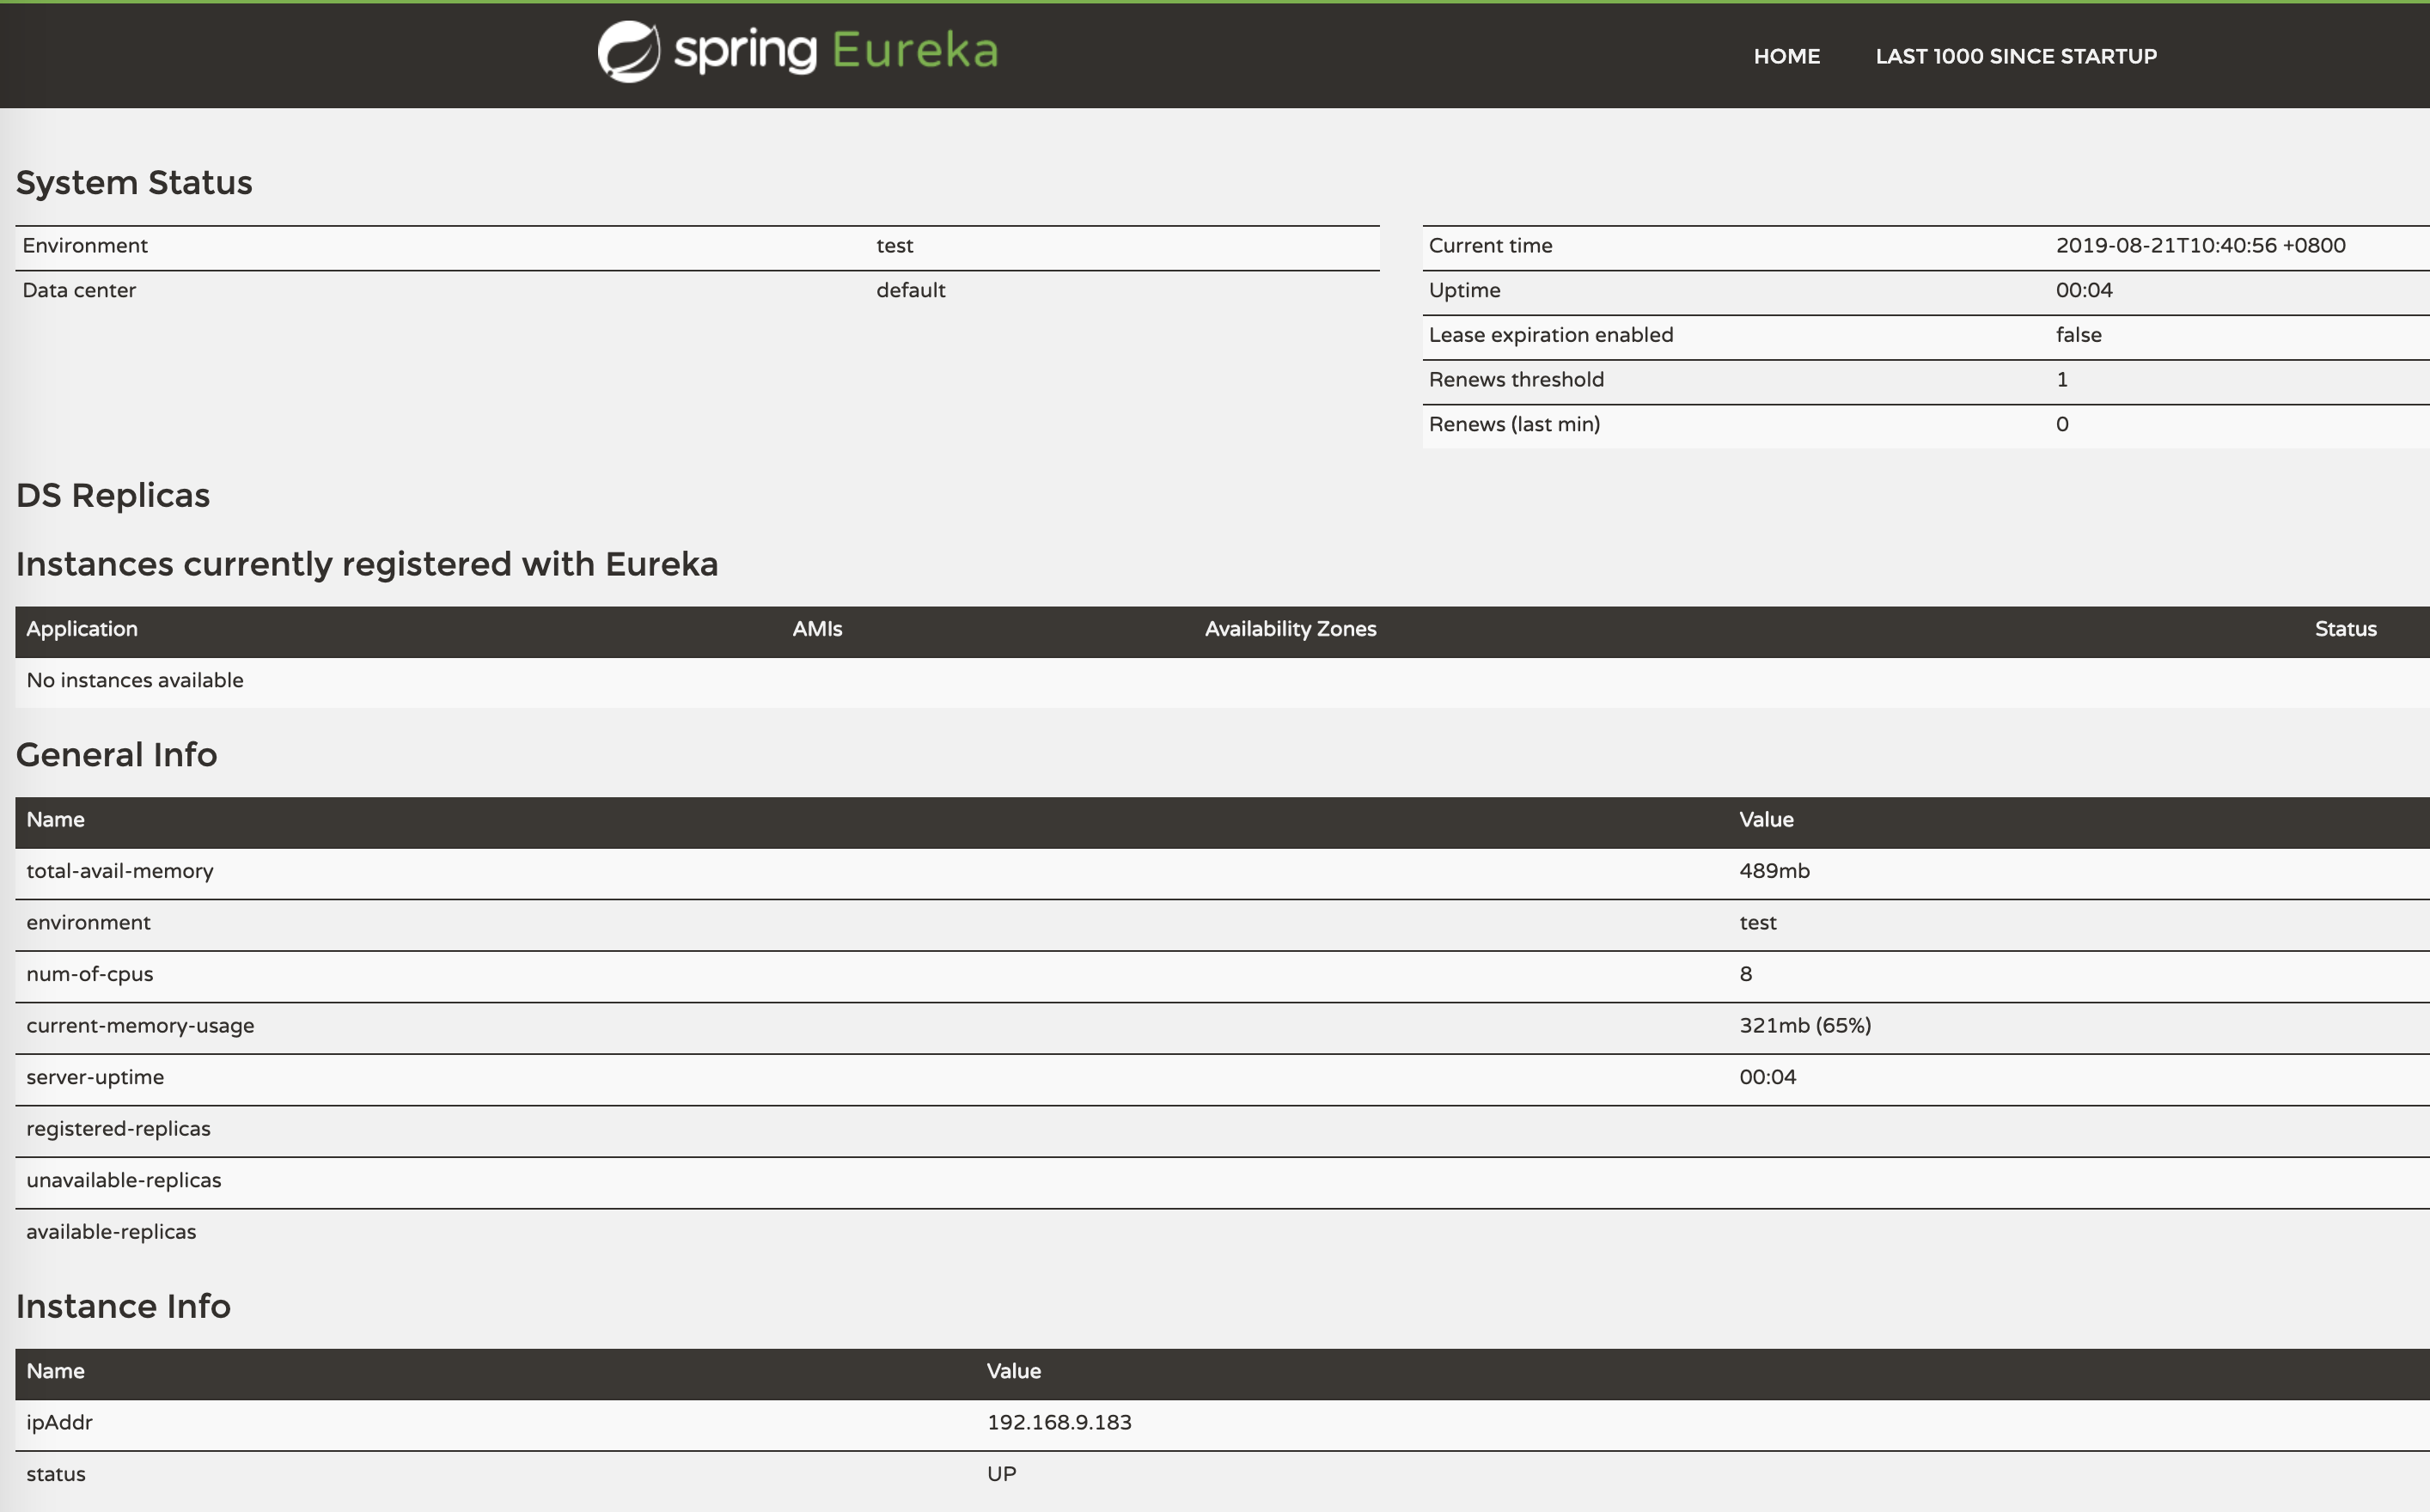 spring Eureka
HOME LAST 1000 SINCE STARTUP
System Status
Environment test
Data center default
Current time 2019-08-21T10:40:56 +0800
Uptime 00:04
Lease expiration enabled false
Renews threshold 1
Renews (last min) 0
DS Replicas
Instances currently registered with Eureka
Application AMIs Availability Zones Status
No instances available
General Info
Name Value
total-avail-memory 489mb
environment test
num-of-cpus 8
current-memory-usage 321mb (65%)
server-uptime 00:04
registered-replicas
unavailable-replicas
available-replicas
Instance Info
Name Value
ipAddr 192.168.9.183
status UP